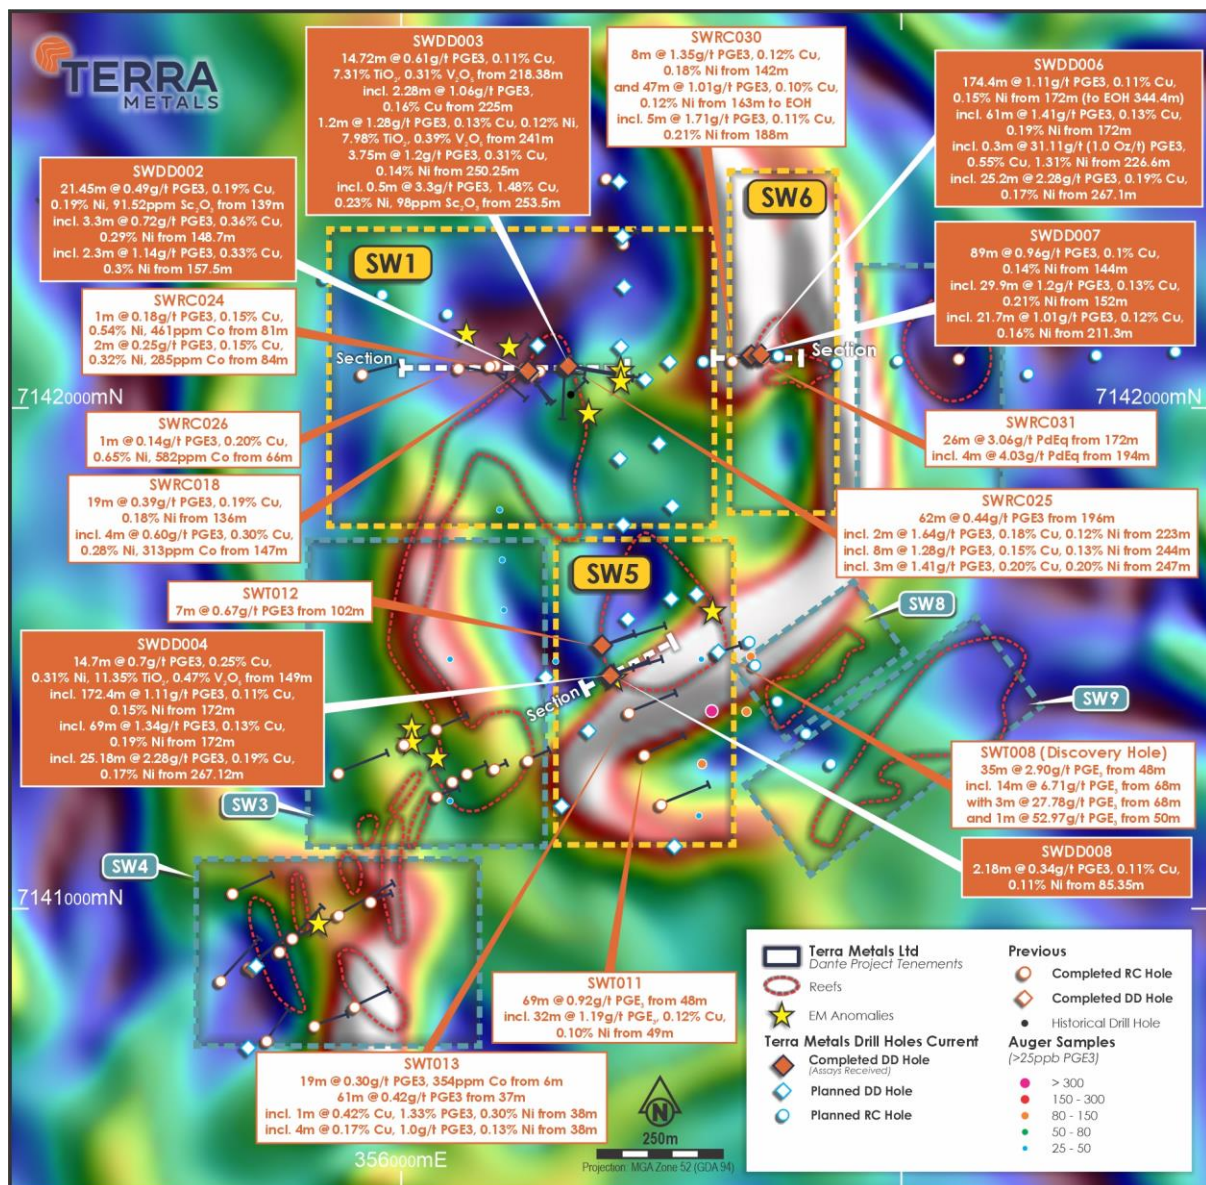 TERRA
METALS
SWDD003
14.72m @ 0.61g/t PGE3, 0.11% Cu,
7.31% TiO₂, 0.31% V₂O₅ from 218.38m
incl. 2.28m @ 1.06g/t PGE3,
0.16% Cu from 225m
1.2m @ 1.28g/t PGE3, 0.13% Cu, 0.12% Ni,
7.98% TiO₂, 0.39% V₂O₅ from 241m
3.75m @ 1.2g/t PGE3, 0.31% Cu,
0.14% Ni from 250.25m
incl. 0.5m @ 3.3g/t PGE3, 1.48% Cu,
0.23% Ni, 98ppm Sc₂O₃ from 253.5m
SWRC030
8m @ 1.35g/t PGE3, 0.12% Cu,
0.18% Ni from 142m
and 47m @ 1.01g/t PGE3, 0.10% Cu,
0.12% Ni from 163m to EOH
incl. 5m @ 1.71g/t PGE3, 0.11% Cu,
0.21% Ni from 188m
SWDD006
174.4m @ 1.11g/t PGE3, 0.11% Cu,
0.15% Ni from 172m (to EOH 344.4m)
incl. 61m @ 1.41g/t PGE3, 0.13% Cu,
0.19% Ni from 172m
incl. 0.3m @ 31.11g/t (1.0 Oz/t) PGE3,
0.55% Cu, 1.31% Ni from 226.6m
incl. 25.2m @ 2.28g/t PGE3, 0.19% Cu,
0.17% Ni from 267.1m
SWDD002
21.45m @ 0.49g/t PGE3, 0.19% Cu,
0.19% Ni, 91.52ppm Sc₂O₃ from 139m
incl. 3.3m @ 0.72g/t PGE3, 0.36% Cu,
0.29% Ni from 148.7m
incl. 2.3m @ 1.14g/t PGE3, 0.33% Cu,
0.3% Ni from 157.5m
SW1
SW6
SWDD007
89m @ 0.96g/t PGE3, 0.1% Cu,
0.14% Ni from 144m
incl. 29.9m @ 1.2g/t PGE3, 0.13% Cu,
0.21% Ni from 152m
incl. 21.7m @ 1.01g/t PGE3, 0.12% Cu,
0.16% Ni from 211.3m
SWRC024
1m @ 0.18g/t PGE3, 0.15% Cu,
0.54% Ni, 461ppm Co from 81m
2m @ 0.25g/t PGE3, 0.15% Cu,
0.32% Ni, 285ppm Co from 84m
Section
Section
7142000mN
7142000mN
SWRC026
1m @ 0.14g/t PGE3, 0.20% Cu,
0.65% Ni, 582ppm Co from 66m
SWRC031
26m @ 3.06g/t PdEq from 172m
incl. 4m @ 4.03g/t PdEq from 194m
SWRC018
19m @ 0.39g/t PGE3, 0.19% Cu,
0.18% Ni from 136m
incl. 4m @ 0.60g/t PGE3, 0.30% Cu,
0.28% Ni, 313ppm Co from 147m
SWRC025
62m @ 0.44g/t PGE3 from 196m
incl. 2m @ 1.64g/t PGE3, 0.18% Cu, 0.12% Ni from 223m
incl. 8m @ 1.28g/t PGE3, 0.15% Cu, 0.13% Ni from 244m
incl. 3m @ 1.41g/t PGE3, 0.20% Cu, 0.20% Ni from 247m
SW5
SWT012
7m @ 0.67g/t PGE3 from 102m
SW8
SWDD004
14.7m @ 0.7g/t PGE3, 0.25% Cu,
0.31% Ni, 11.35% TiO₂, 0.47% V₂O₅ from 149m
incl. 172.4m @ 1.11g/t PGE3, 0.11% Cu,
0.15% Ni from 172m
incl. 69m @ 1.34g/t PGE3, 0.13% Cu,
0.19% Ni from 172m
incl. 25.18m @ 2.28g/t PGE3, 0.19% Cu,
0.17% Ni from 267.12m
Section
SW9
SWT008 (Discovery Hole)
35m @ 2.90g/t PGE₃ from 48m
incl. 14m @ 6.71g/t PGE₃ from 68m
with 3m @ 27.78g/t PGE₃ from 68m
and 1m @ 52.97g/t PGE₃ from 50m
SW3
SW4
SWDD008
2.18m @ 0.34g/t PGE3, 0.11% Cu,
0.11% Ni from 85.35m
7141000mN
SWT011
69m @ 0.92g/t PGE₃ from 48m
incl. 32m @ 1.19g/t PGE₃, 0.12% Cu,
0.10% Ni from 49m
SWT013
19m @ 0.30g/t PGE3, 354ppm Co from 6m
61m @ 0.42g/t PGE3 from 37m
incl. 1m @ 0.42% Cu, 1.33% PGE3, 0.30% Ni from 38m
incl. 4m @ 0.17% Cu, 1.0g/t PGE3, 0.13% Ni from 38m
356000mE
N
250m
Projection: MGA Zone 52 (GDA 94)
Terra Metals Ltd
Dante Project Tenements
Reefs
EM Anomalies
Terra Metals Drill Holes Current
Completed DD Hole
(Assays Received)
Planned DD Hole
Planned RC Hole
Previous
Completed RC Hole
Completed DD Hole
Historical Drill Hole
Auger Samples
(>25ppb PGE3)
> 300
150 - 300
80 - 150
50 - 80
25 - 50